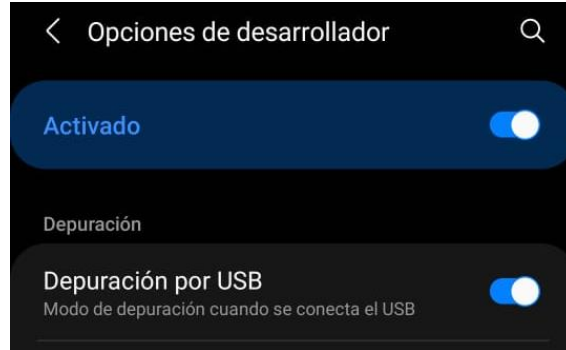 Opciones de desarrollador
Activado
Depuración
Depuración por USB
Modo de depuración cuando se conecta el USB